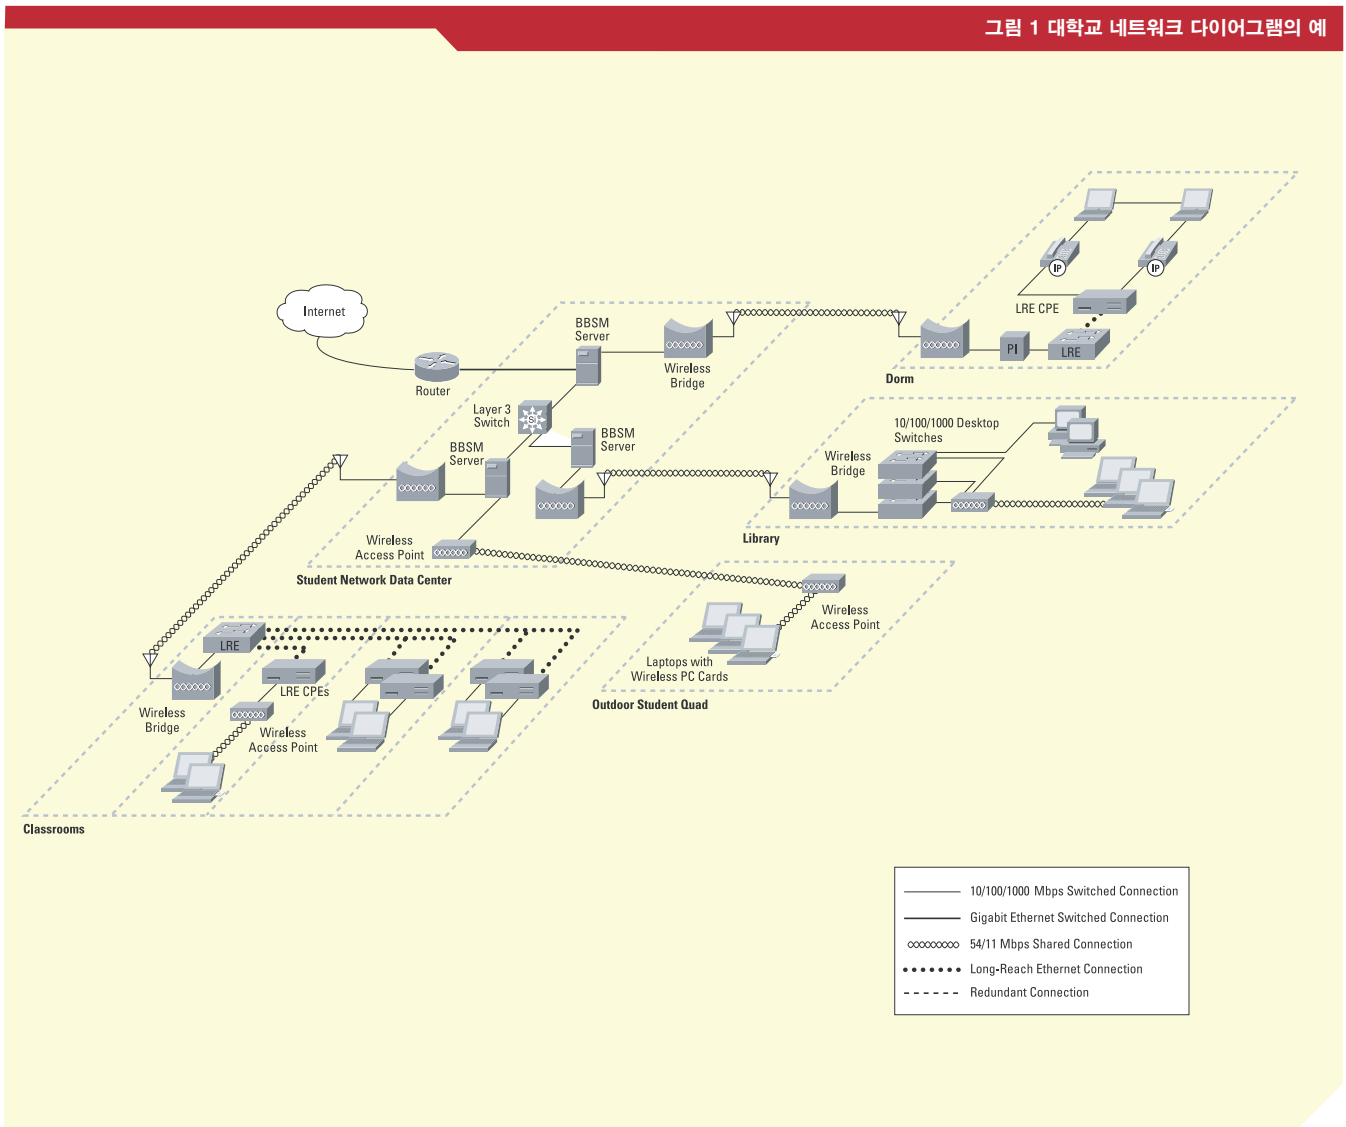 그림 1 대학교 네트워크 다이어그램의 예
Internet
Router
BBSM
Server
Wireless
Bridge
Layer 3
Switch
Si
BBSM
Server
BBSM
Server
Wireless
Access Point
Student Network Data Center
IP
IP
LRE CPE
PI
LRE
Dorm
10/100/1000 Desktop
Switches
Wireless
Bridge
Library
Wireless
Access Point
Laptops with
Wireless PC Cards
Outdoor Student Quad
LRE
LRE CPEs
Wireless
Bridge
Wireless
Access Point
Classrooms
10/100/1000 Mbps Switched Connection
Gigabit Ethernet Switched Connection
54/11 Mbps Shared Connection
Long-Reach Ethernet Connection
Redundant Connection